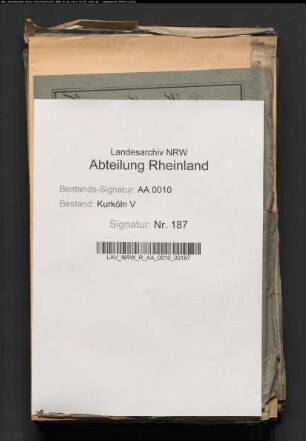 Landesarchiv NRW
Abteilung Rheinland
Bestands-Signatur: AA 0010
Bestand: Kurköln V
Signatur: Nr. 187
LAV_NRW_R_AA_0010_00187